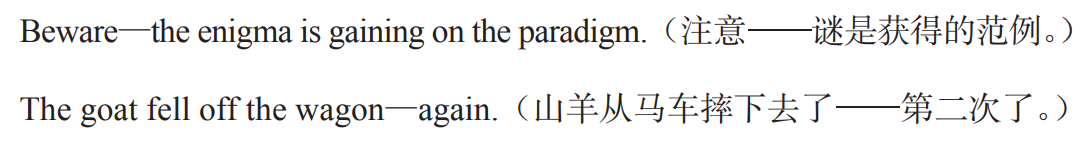 Beware—the enigma is gaining on the paradigm.（注意——谜是获得的范例。）
The goat fell off the wagon—again.（山羊从马车摔下去了——第二次了。）